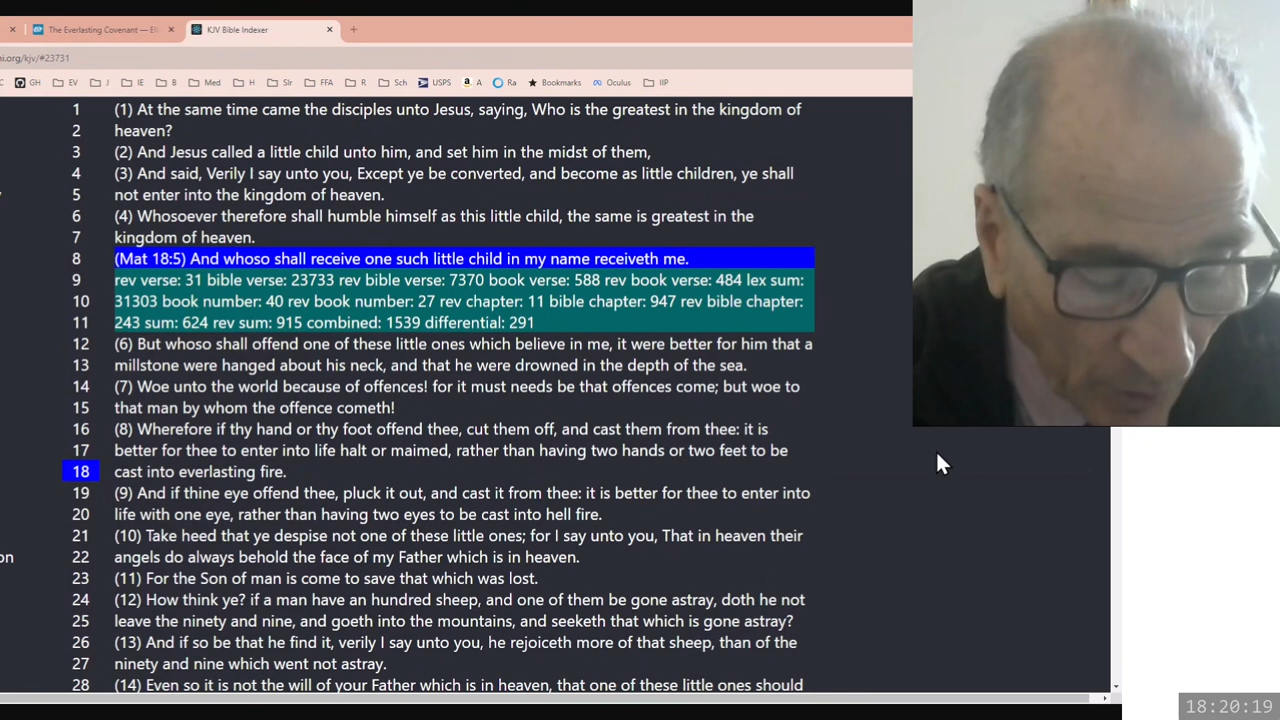 The Everlasting Covenant — El
KJV Bible Indexer
ni.org/kjv/#23731
C GH EV J IE B Med H Slr FFA R Sch USPS A Ra Bookmarks Oculus IIP
1 (1) At the same time came the disciples unto Jesus, saying, Who is the greatest in the kingdom of
2 heaven?
3 (2) And Jesus called a little child unto him, and set him in the midst of them,
4 (3) And said, Verily I say unto you, Except ye be converted, and become as little children, ye shall
5 not enter into the kingdom of heaven.
6 (4) Whosoever therefore shall humble himself as this little child, the same is greatest in the
7 kingdom of heaven.
8 (Mat 18:5) And whoso shall receive one such little child in my name receiveth me.
9 rev verse: 31 bible verse: 23733 rev bible verse: 7370 book verse: 588 rev book verse: 484 lex sum:
10 31303 book number: 40 rev book number: 27 rev chapter: 11 bible chapter: 947 rev bible chapter:
11 243 sum: 624 rev sum: 915 combined: 1539 differential: 291
12 (6) But whoso shall offend one of these little ones which believe in me, it were better for him that a
13 millstone were hanged about his neck, and that he were drowned in the depth of the sea.
14 (7) Woe unto the world because of offences! for it must needs be that offences come; but woe to
15 that man by whom the offence cometh!
16 (8) Wherefore if thy hand or thy foot offend thee, cut them off, and cast them from thee: it is
17 better for thee to enter into life halt or maimed, rather than having two hands or two feet to be
18 cast into everlasting fire.
19 (9) And if thine eye offend thee, pluck it out, and cast it from thee: it is better for thee to enter into
20 life with one eye, rather than having two eyes to be cast into hell fire.
21 (10) Take heed that ye despise not one of these little ones; for I say unto you, That in heaven their
on 22 angels do always behold the face of my Father which is in heaven.
23 (11) For the Son of man is come to save that which was lost.
24 (12) How think ye? if a man have an hundred sheep, and one of them be gone astray, doth he not
25 leave the ninety and nine, and goeth into the mountains, and seeketh that which is gone astray?
26 (13) And if so be that he find it, verily I say unto you, he rejoiceth more of that sheep, than of the
27 ninety and nine which went not astray.
28 (14) Even so it is not the will of your Father which is in heaven, that one of these little ones should
18:20:19